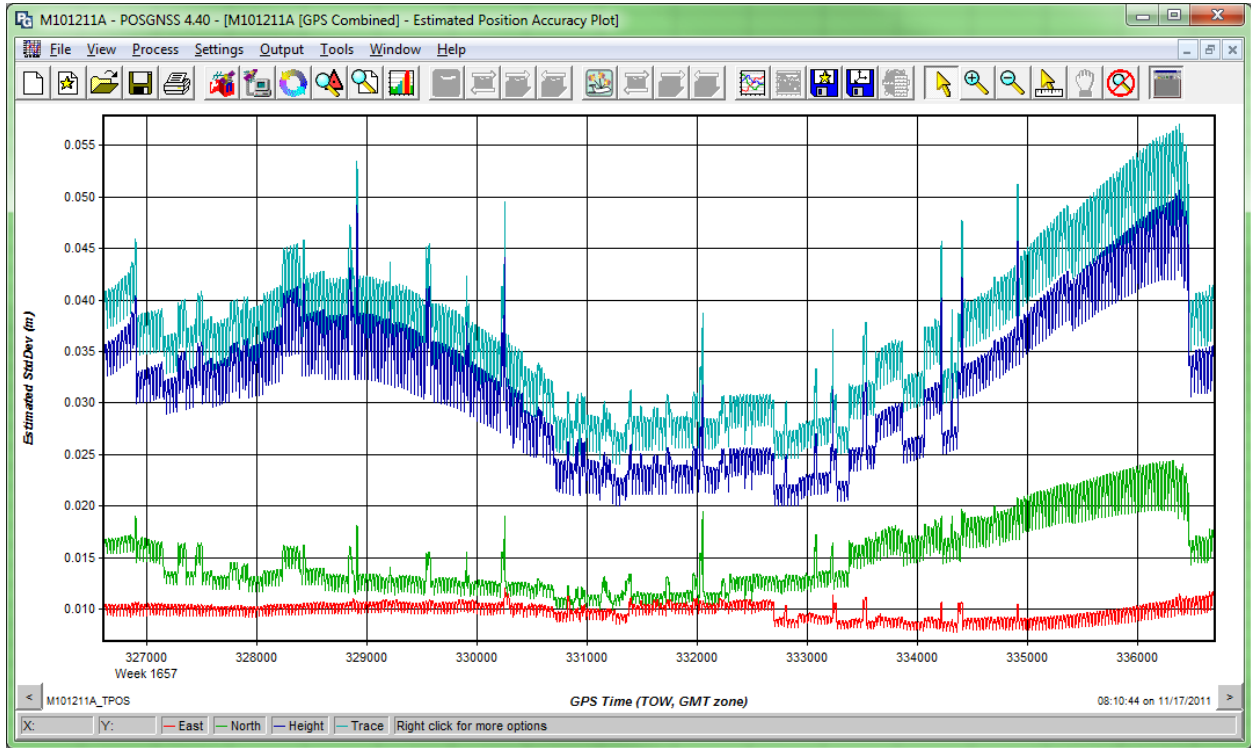 M101211A - POSGNSS 4.40 - [M101211A [GPS Combined] - Estimated Position Accuracy Plot]
File View Process Settings Output Tools Window Help
0.055
0.050
0.045
0.040
0.035
0.030
0.025
0.020
0.015
0.010
Estimated StdDev (m)
327000 328000 329000 330000 331000 332000 333000 334000 335000 336000
Week 1657
< M101211A_TPOS GPS Time (TOW, GMT zone) 08:10:44 on 11/17/2011 >
X: Y: East North Height Trace Right click for more options